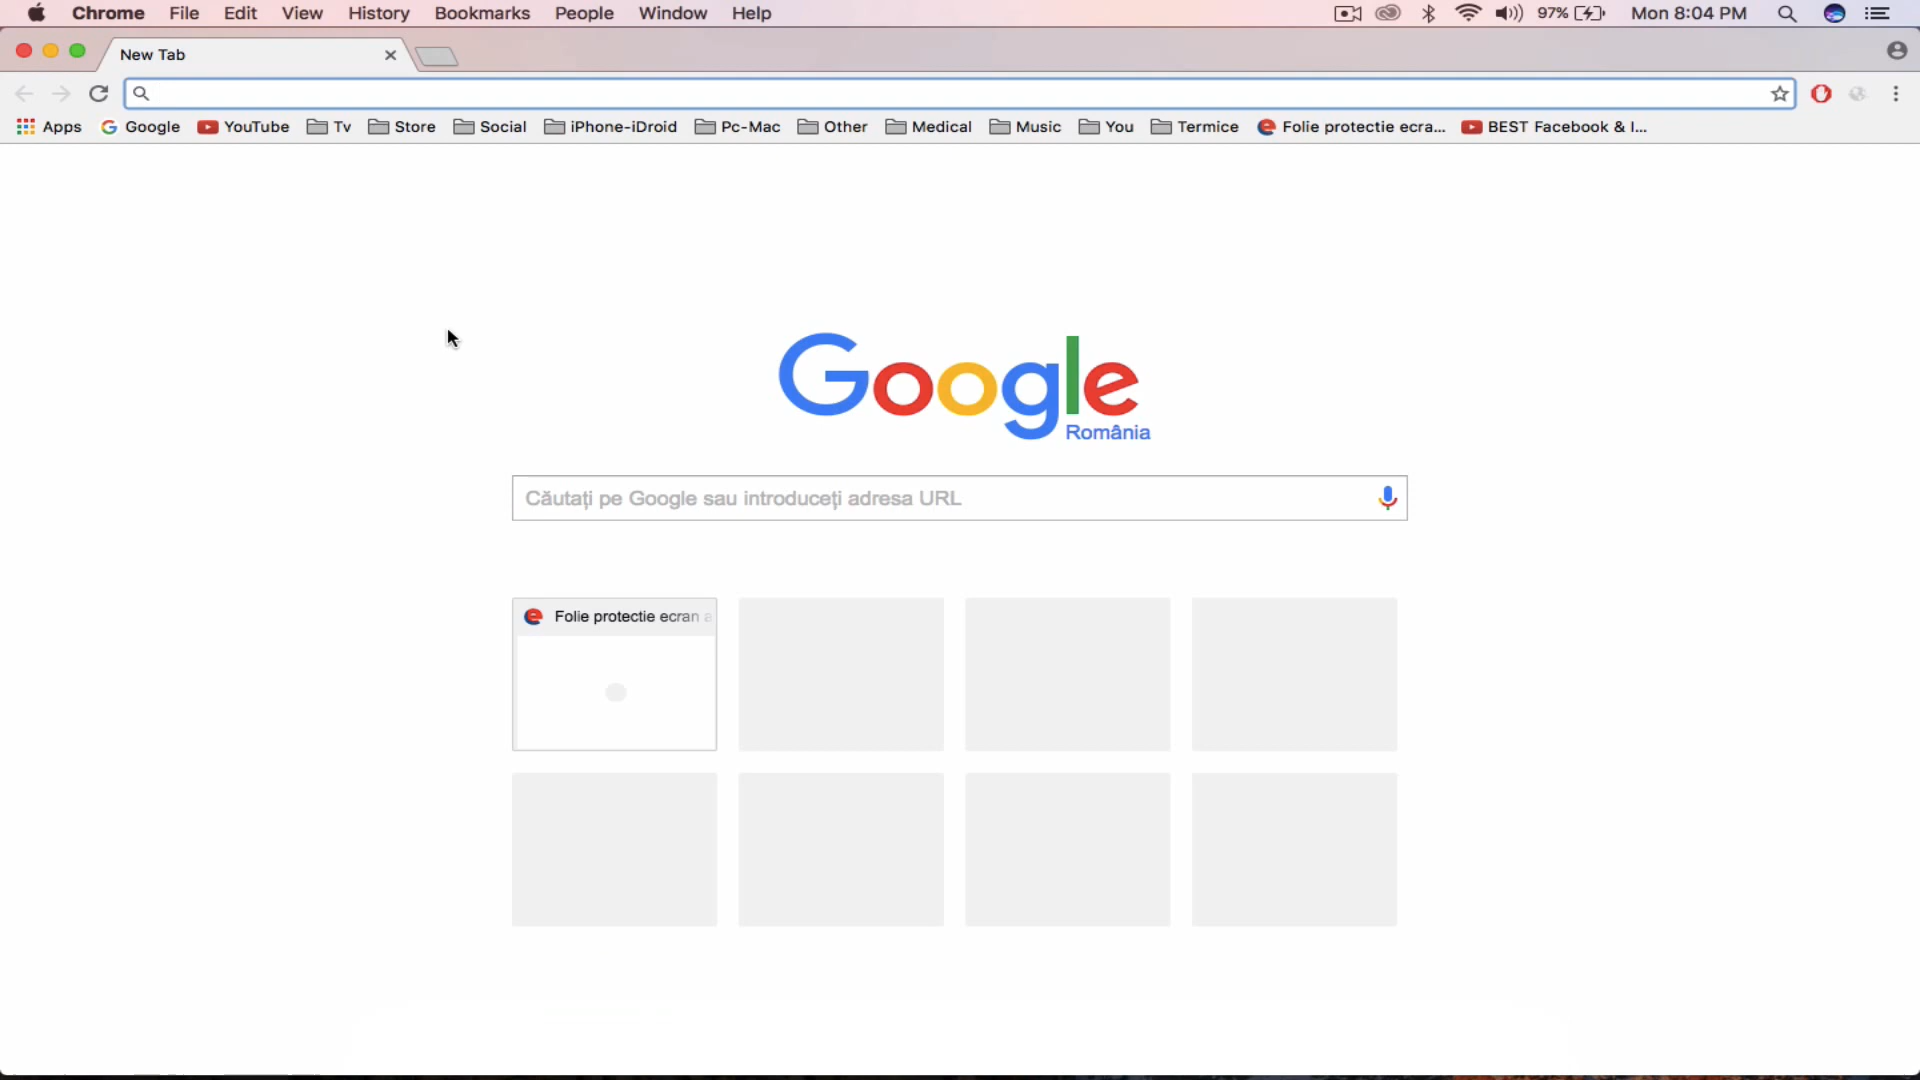 Chrome File Edit View History Bookmarks People Window Help 97% Mon 8:04 PM
New Tab
Apps Google YouTube Tv Store Social iPhone-iDroid Pc-Mac Other Medical Music You Termice Folie protectie ecra... BEST Facebook & I...
Google
România
Căutați pe Google sau introduceți adresa URL
Folie protectie ecran a